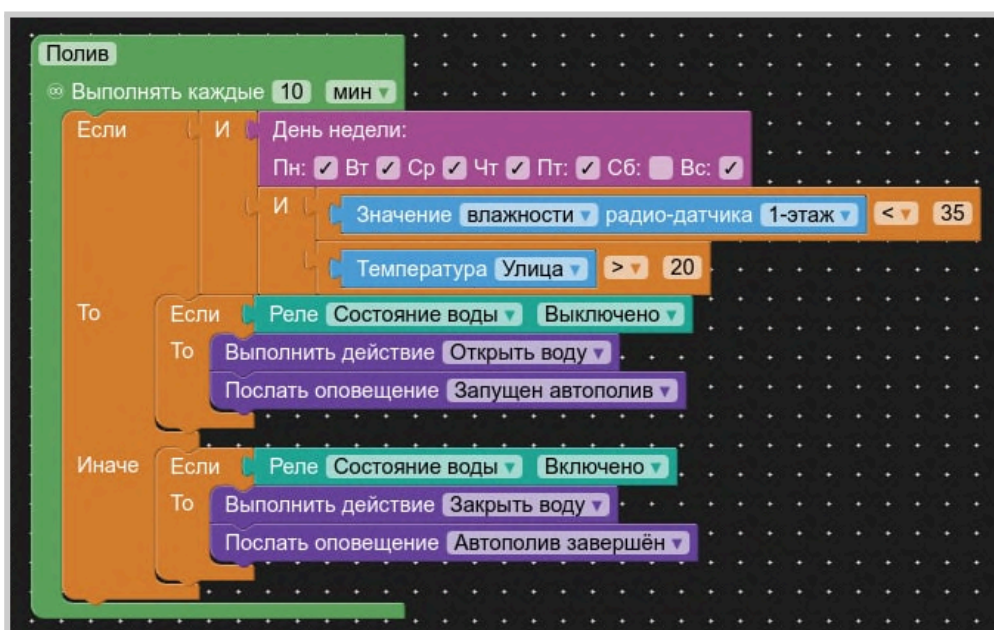 Полив
Выполнять каждые 10 мин
Если И День недели:
Пн: Вт Ср Чт Пт: Сб: Вс:
И Значение влажности радио-датчика 1-этаж < 35
Температура Улица > 20
То Если Реле Состояние воды Выключено
То Выполнить действие Открыть воду
Послать оповещение Запущен автополив
Иначе Если Реле Состояние воды Включено
То Выполнить действие Закрыть воду
Послать оповещение Автополив завершён